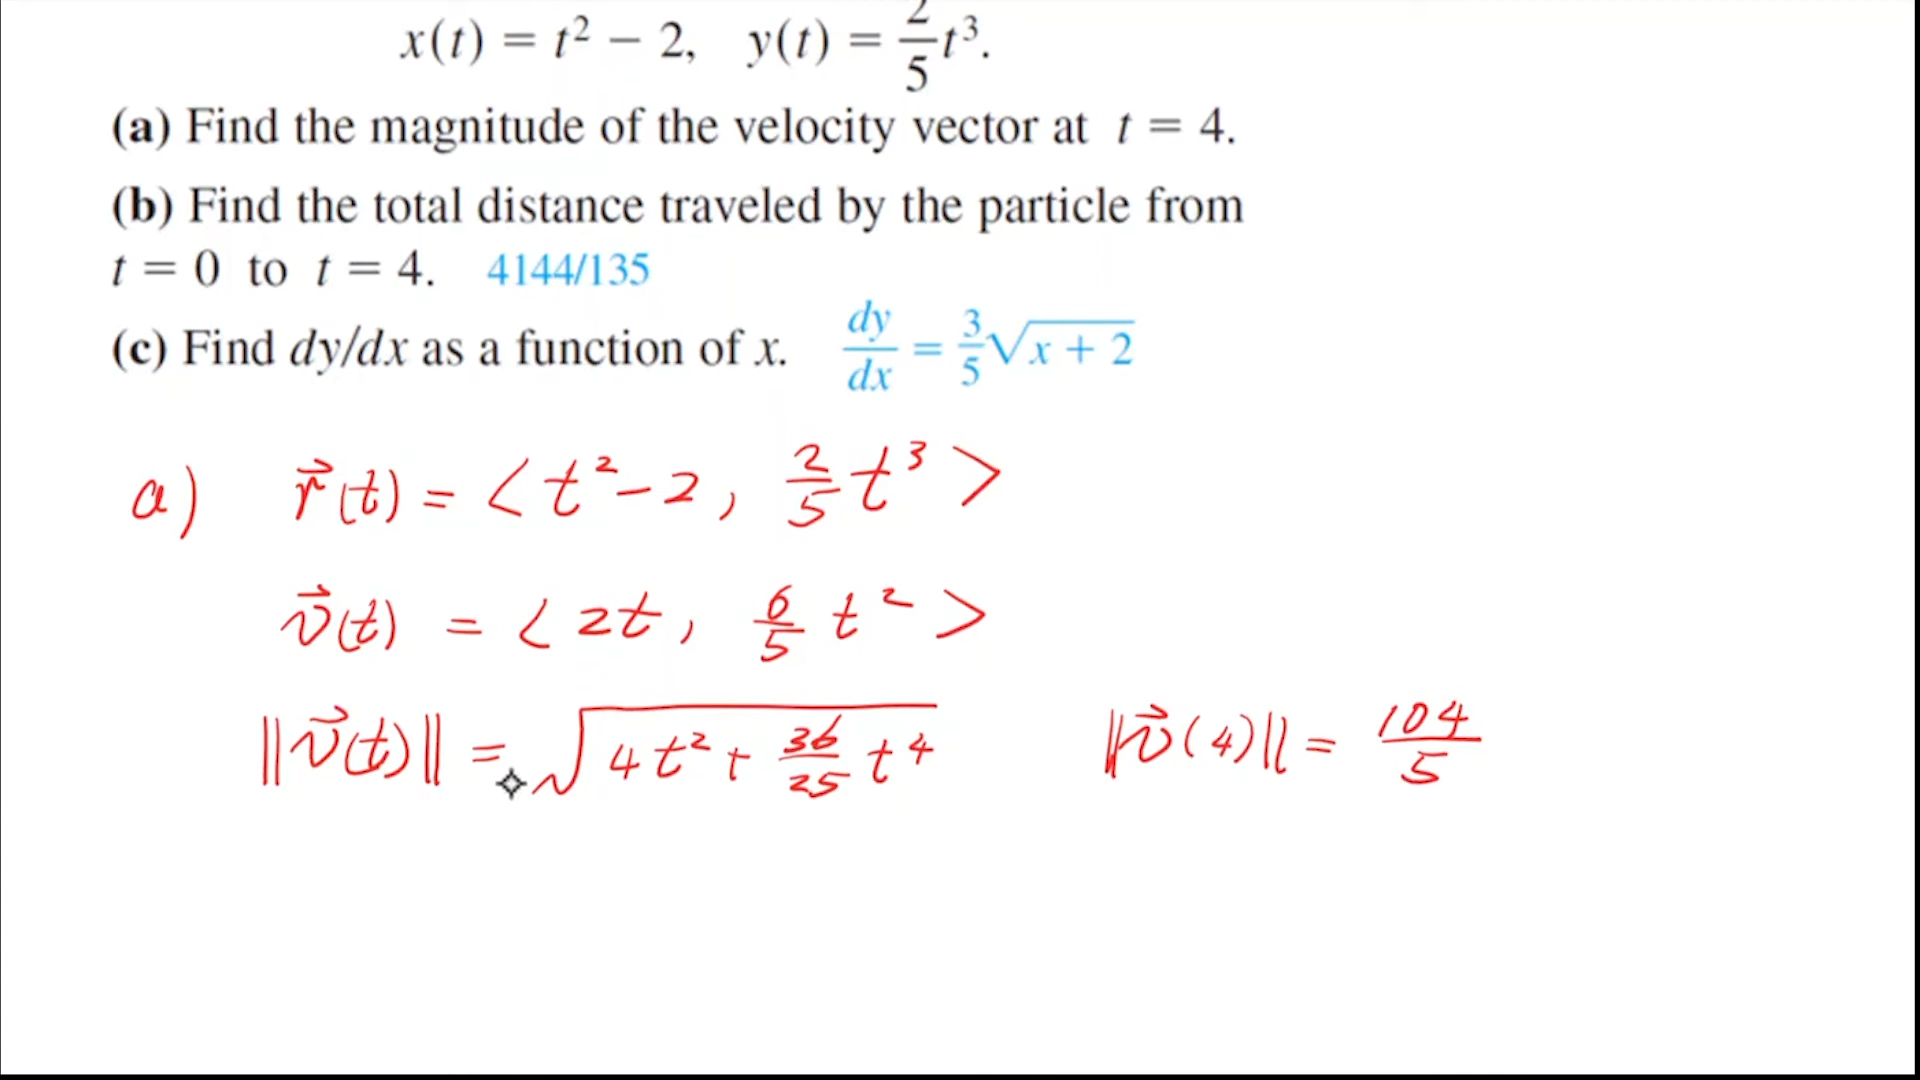 x(t) = t² − 2, y(t) = 2/5 t³.
(a) Find the magnitude of the velocity vector at t = 4.
(b) Find the total distance traveled by the particle from
t = 0 to t = 4. 4144/135
(c) Find dy/dx as a function of x. dy/dx = 3/5 √(x + 2)
a) r⃗(t) = < t² − 2, 2/5 t³ >
v⃗(t) = < 2t, 6/5 t² >
||v⃗(t)|| = √(4t² + 36/25 t⁴) ||v⃗(4)|| = 104/5